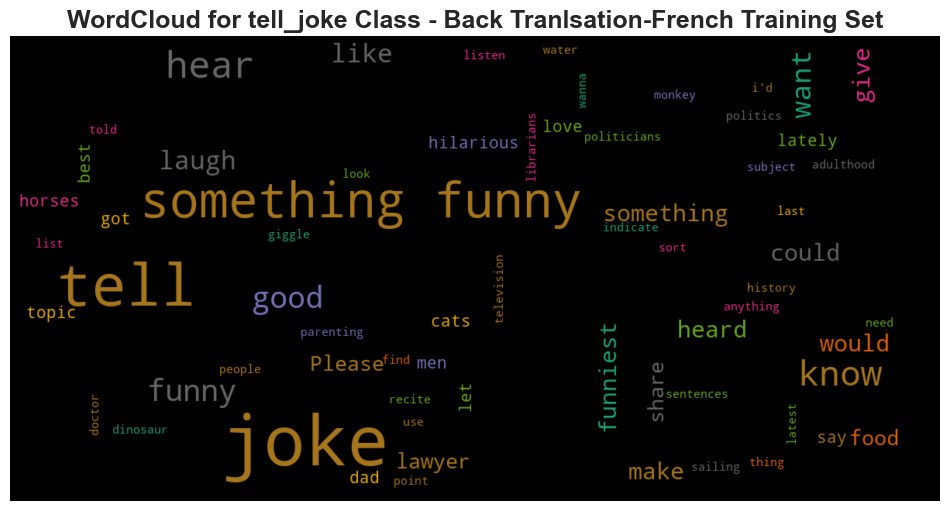 WordCloud for tell_joke Class - Back Tranlsation-French Training Set
hear
like
listen
water
wanna
monkey
i'd
want
give
politics
told
best
laugh
hilarious
librarians
love
politicians
lately
subject
adulthood
look
horses
got
something funny
something
last
list
giggle
indicate
sort
could
tell
good
television
history
anything
topic
cats
parenting
heard
need
would
people
Please
find
men
funniest
know
funny
share
sentences
recite
let
doctor
dinosaur
use
latest
say
food
joke
lawyer
dad
point
make
sailing
thing